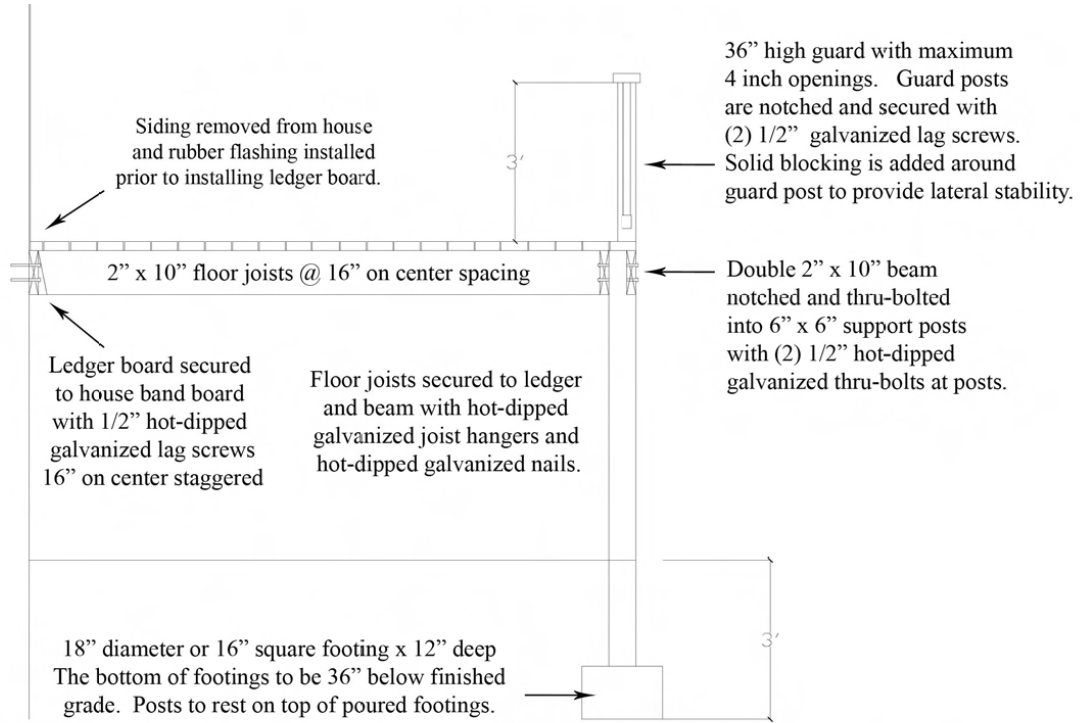 36” high guard with maximum
4 inch openings. Guard posts
are notched and secured with
(2) 1/2” galvanized lag screws.
Solid blocking is added around
guard post to provide lateral stability.
Siding removed from house
and rubber flashing installed
prior to installing ledger board.
3’
2” x 10” floor joists @ 16” on center spacing
Double 2” x 10” beam
notched and thru-bolted
into 6” x 6” support posts
with (2) 1/2” hot-dipped
galvanized thru-bolts at posts.
Ledger board secured
to house band board
with 1/2” hot-dipped
galvanized lag screws
16” on center staggered
Floor joists secured to ledger
and beam with hot-dipped
galvanized joist hangers and
hot-dipped galvanized nails.
18” diameter or 16” square footing x 12” deep
The bottom of footings to be 36” below finished
grade. Posts to rest on top of poured footings.
3’